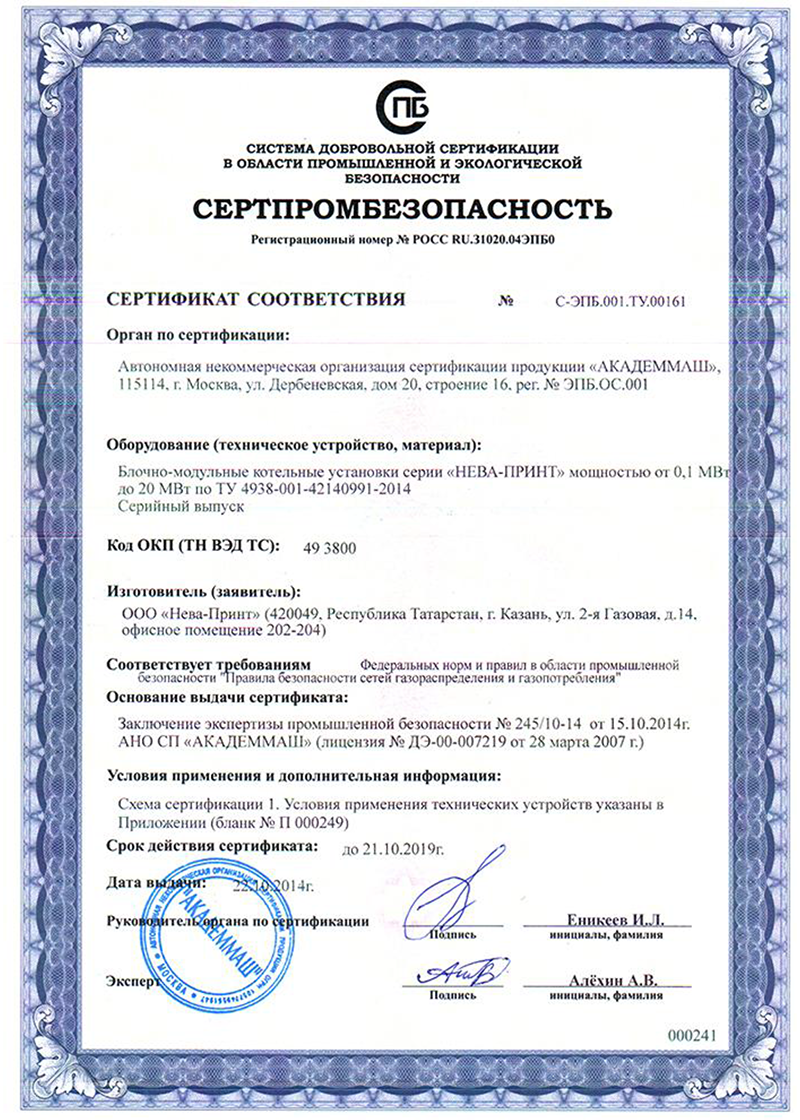 СПБ
СИСТЕМА ДОБРОВОЛЬНОЙ СЕРТИФИКАЦИИ
В ОБЛАСТИ ПРОМЫШЛЕННОЙ И ЭКОЛОГИЧЕСКОЙ
БЕЗОПАСНОСТИ
СЕРТПРОМБЕЗОПАСНОСТЬ
Регистрационный номер № РОСС RU.31020.04ЭПБ0
СЕРТИФИКАТ СООТВЕТСТВИЯ № С-ЭПБ.001.ТУ.00161
Орган по сертификации:
Автономная некоммерческая организация сертификации продукции «АКАДЕММАШ»,
115114, г. Москва, ул. Дербеневская, дом 20, строение 16, рег. № ЭПБ.ОС.001
Оборудование (техническое устройство, материал):
Блочно-модульные котельные установки серии «НЕВА-ПРИНТ» мощностью от 0,1 МВт
до 20 МВт по ТУ 4938-001-42140991-2014
Серийный выпуск
Код ОКП (ТН ВЭД ТС): 49 3800
Изготовитель (заявитель):
ООО «Нева-Принт» (420049, Республика Татарстан, г. Казань, ул. 2-я Газовая, д.14,
офисное помещение 202-204)
Соответствует требованиям Федеральных норм и правил в области промышленной
безопасности "Правила безопасности сетей газораспределения и газопотребления"
Основание выдачи сертификата:
Заключение экспертизы промышленной безопасности № 245/10-14 от 15.10.2014г.
АНО СП «АКАДЕММАШ» (лицензия № ДЭ-00-007219 от 28 марта 2007 г.)
Условия применения и дополнительная информация:
Схема сертификации 1. Условия применения технических устройств указаны в
Приложении (бланк № П 000249)
Срок действия сертификата: до 21.10.2019г.
Дата выдачи: 22.10.2014г.
Руководитель органа по сертификации Еникеев И.Л.
Подпись инициалы, фамилия
Эксперт Алёхин А.В.
Подпись инициалы, фамилия
АВТОНОМНАЯ НЕКОММЕРЧЕСКАЯ ОРГАНИЗАЦИЯ СЕРТИФИКАЦИИ ПРОДУКЦИИ
"АКАДЕММАШ"
МОСКВА
000241